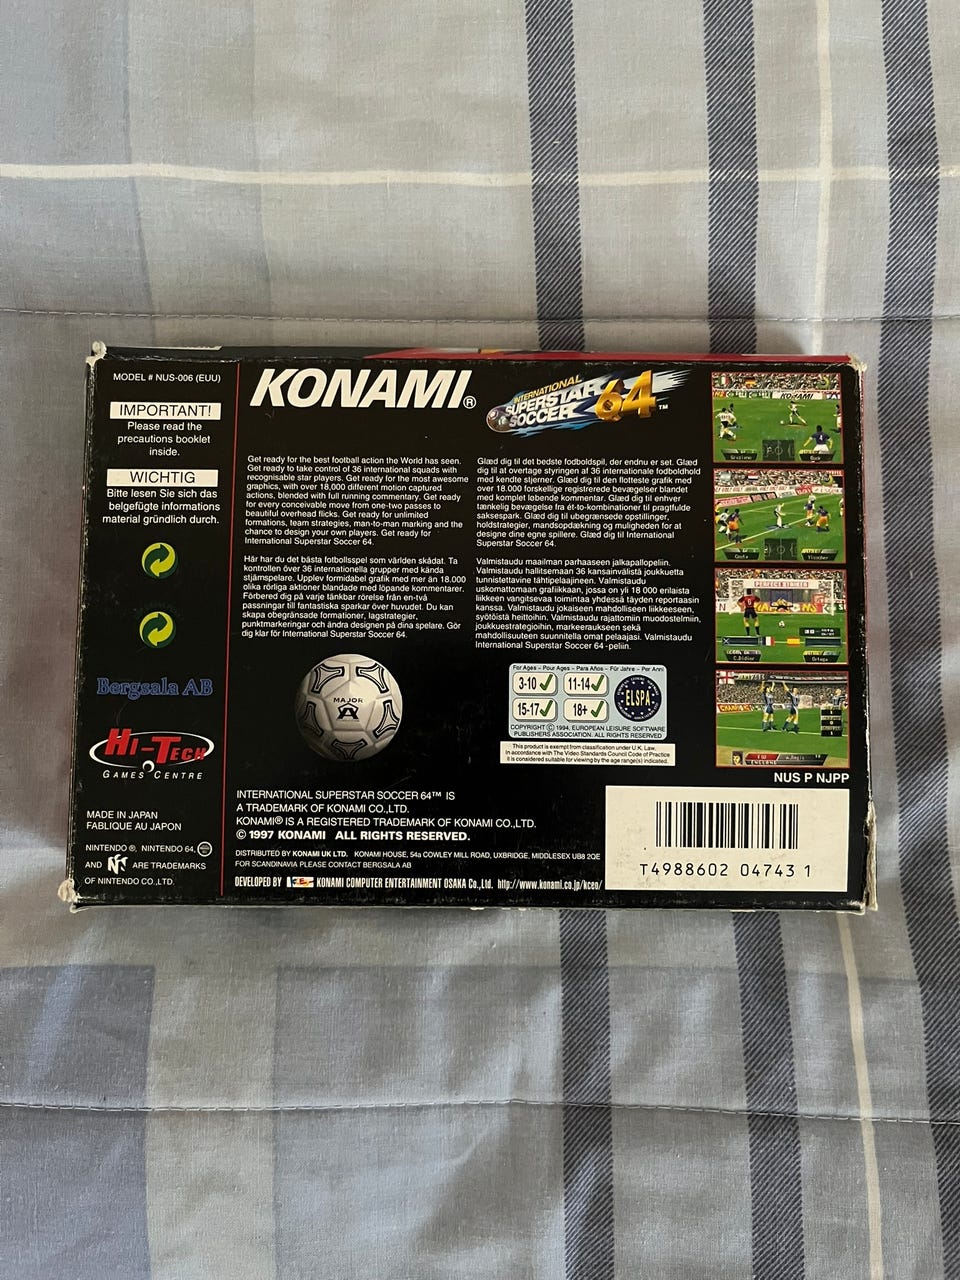 MODEL # NUS-006 (EUU)
IMPORTANT!
Please read the
precautions booklet
inside.
WICHTIG
Bitte lesen Sie sich das
belgefügte informations
material gründlich durch.
Bergsala AB
HI-TECH
GAMES CENTRE
MADE IN JAPAN
FABLIQUE AU JAPON
NINTENDO ®, NINTENDO 64,
AND ARE TRADEMARKS
OF NINTENDO CO.,LTD.
KONAMI®
INTERNATIONAL
SUPERSTAR
SOCCER 64™
Get ready for the best football action the World has seen.
Get ready to take control of 36 international squads with
recognisable star players. Get ready for the most awesome
graphics, with over 18,000 different motion captured
actions, blended with full running commentary. Get ready
for every conceivable move from one-two passes to
beautiful overhead flicks. Get ready for unlimited
formations, team strategies, man-to-man marking and the
chance to design your own players. Get ready for
International Superstar Soccer 64.
Här har du det bästa fotbollsspel som världen skådat. Ta
kontrollen över 36 internationella grupper med kända
stjärnspelare. Upplev formidabel grafik med mer än 18.000
olika rörliga aktioner blandade med löpande kommentarer.
Förbered dig på varje tänkbar rörelse från en-två
passningar till fantastiska sparkar över huvudet. Du kan
skapa obegränsade formationer, lagstrategier,
punktmarkeringar och ändra designen på dina spelare. Gör
dig klar för International Superstar Soccer 64.
Glæd dig til det bedste fodboldspil, der endnu er set. Glæd
dig til at overtage styringen af 36 internationale fodboldhold
med kendte stjerner. Glæd dig til den flotteste grafik med
over 18.000 forskellige registrerede bevægelser blandet
med komplet løbende kommentar. Glæd dig til enhver
tænkelig bevægelse fra ét-to-kombinationer til pragtfulde
saksespark. Glæd dig til ubegrænsede opstillinger,
holdstrategier, mandsopdækning og muligheden for at
designe dine egne spillere. Glæd dig til International
Superstar Soccer 64.
Valmistaudu maailman parhaaseen jalkapallopeliin.
Valmistaudu hallitsemaan 36 kansainvälistä joukkuetta
tunnistettavine tähtipelaajineen. Valmistaudu
uskomattomaan grafiikkaan, jossa on yli 18 000 erilaista
liikkeen vangitsevaa toimintaa yhdessä täyden reportaasin
kanssa. Valmistaudu jokaiseen mahdolliseen liikkeeseen,
syötöistä heittoihin. Valmistaudu rajattomiin muodostelmiin,
joukkuestrategioihin, markeeraukseen sekä
mahdollisuuteen suunnitella omat pelaajasi. Valmistaudu
International Superstar Soccer 64 -peliin.
MAJOR
A
For Ages – Pour Ages – Para Años – Für Jahre – Per Anni
3-10 11-14
15-17 18+
ELSPA
COPYRIGHT © 1994. EUROPEAN LEISURE SOFTWARE
PUBLISHERS ASSOCIATION. ALL RIGHTS RESERVED
This product is exempt from classification under U.K. Law.
In accordance with The Video Standards Council Code of Practice
it is considered suitable for viewing by the age range(s) indicated.
KONAMI
PERFECT STRIKER
C.Didier
Ortega
NUS P NJPP
INTERNATIONAL SUPERSTAR SOCCER 64™ IS
A TRADEMARK OF KONAMI CO.,LTD.
KONAMI® IS A REGISTERED TRADEMARK OF KONAMI CO.,LTD.
© 1997 KONAMI ALL RIGHTS RESERVED.
DISTRIBUTED BY KONAMI UK LTD. KONAMI HOUSE, 54a COWLEY MILL ROAD, UXBRIDGE, MIDDLESEX UB8 2QE
FOR SCANDINAVIA PLEASE CONTACT BERGSALA AB
DEVELOPED BY KONAMI COMPUTER ENTERTAINMENT OSAKA Co.,Ltd. http://www.konami.co.jp/kceo/
T4988602 04743 1